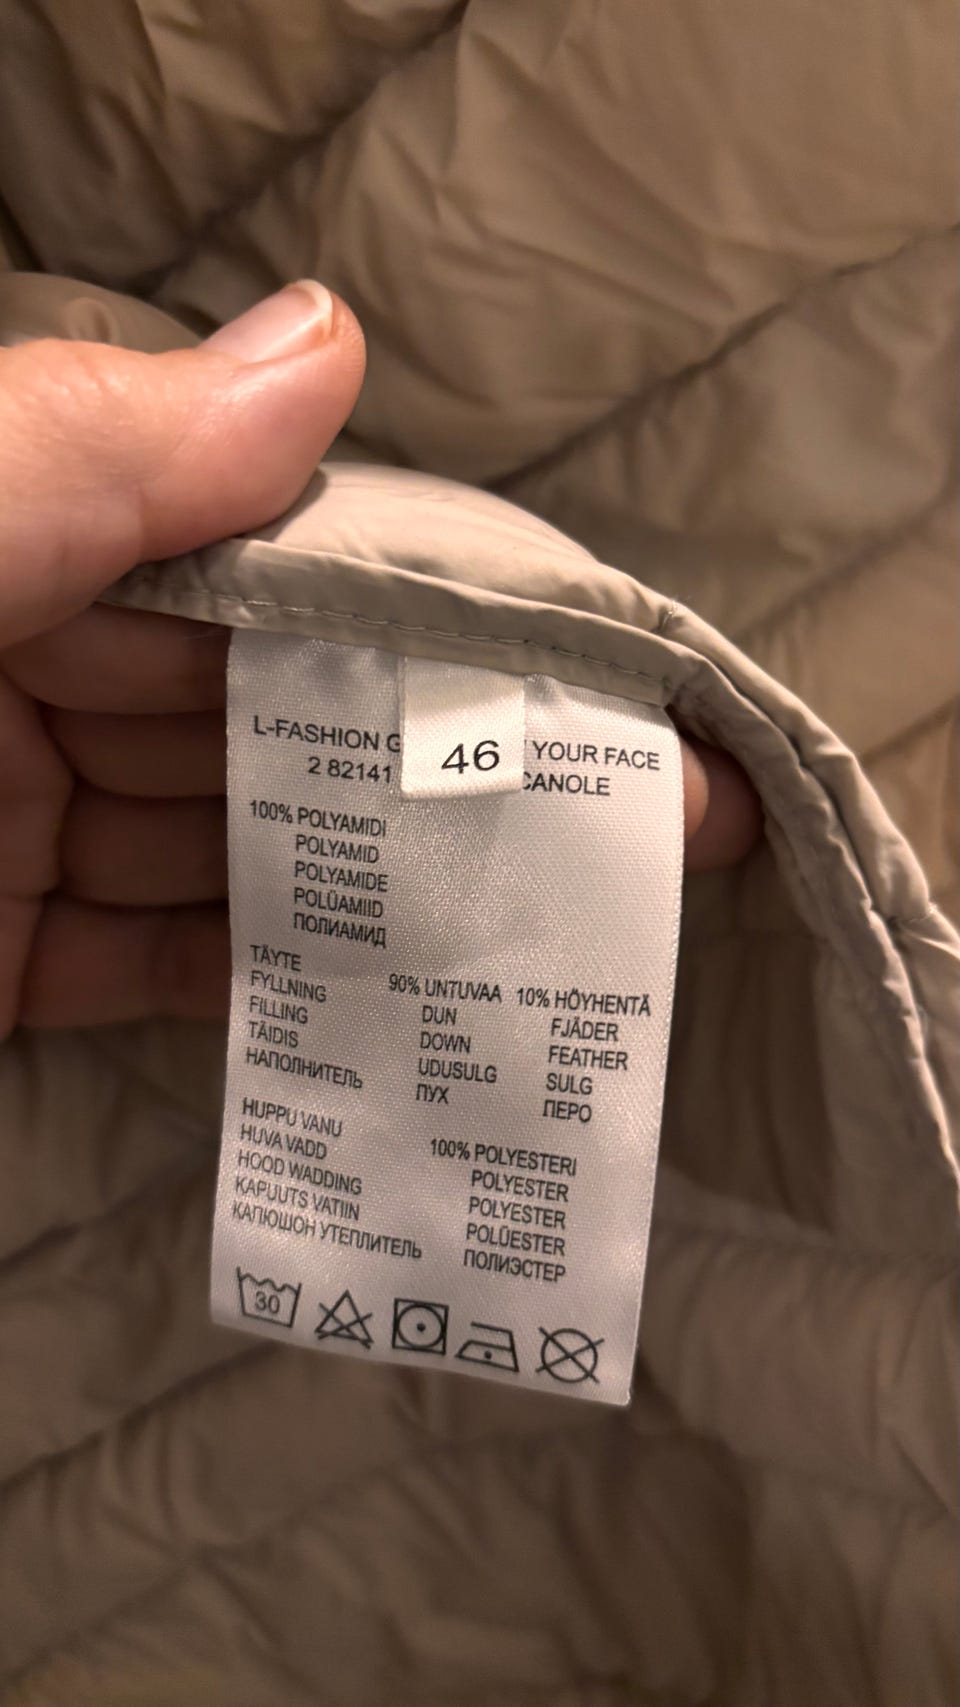 46
L-FASHION G YOUR FACE
2 82141 CANOLE
100% POLYAMIDI
POLYAMID
POLYAMIDE
POLÜAMIID
ПОЛИАМИД
TÄYTE 90% UNTUVAA 10% HÖYHENTÄ
FYLLNING DUN FJÄDER
FILLING DOWN FEATHER
TÄIDIS UDUSULG SULG
НАПОЛНИТЕЛЬ ПУХ ПЕРО
HUPPU VANU 100% POLYESTERI
HUVA VADD POLYESTER
HOOD WADDING POLYESTER
KAPUUTS VATIIN POLÜESTER
КАПЮШОН УТЕПЛИТЕЛЬ ПОЛИЭСТЕР
30